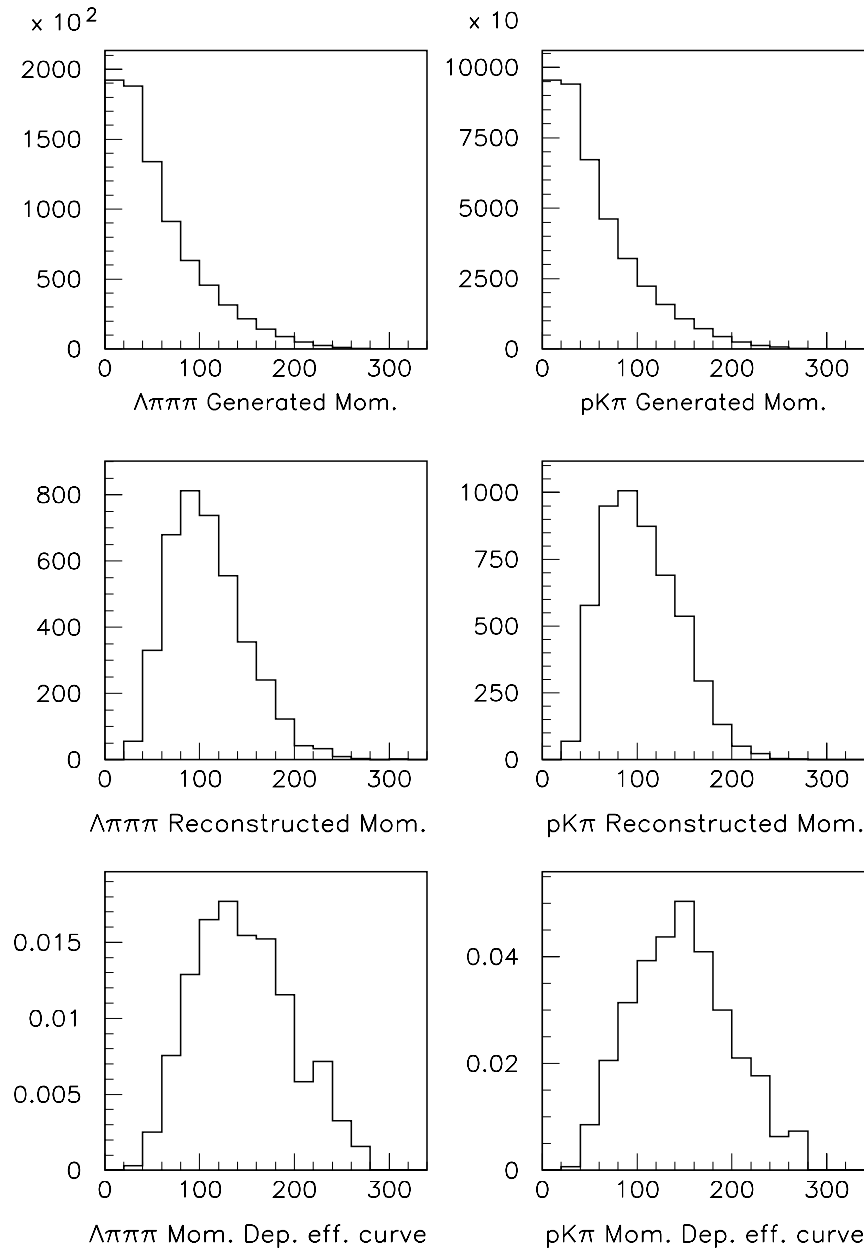 x 10²
2000
1500
1000
500
0
0 100 200 300
Λπππ Generated Mom.
x 10
10000
7500
5000
2500
0
0 100 200 300
pKπ Generated Mom.
800
600
400
200
0
0 100 200 300
Λπππ Reconstructed Mom.
1000
750
500
250
0
0 100 200 300
pKπ Reconstructed Mom.
0.015
0.01
0.005
0
0 100 200 300
Λπππ Mom. Dep. eff. curve
0.04
0.02
0
0 100 200 300
pKπ Mom. Dep. eff. curve